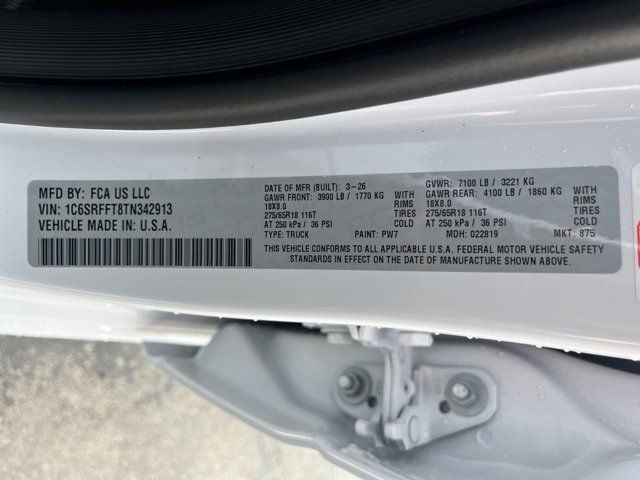 MFD BY: FCA US LLC
VIN: 1C6SRFFT8TN342913
VEHICLE MADE IN: U.S.A.
DATE OF MFR (BUILT): 3-26
GAWR FRONT: 3900 LB / 1770 KG WITH
18X8.0 RIMS
275/65R18 116T TIRES
AT 250 kPa / 36 PSI COLD
TYPE: TRUCK PAINT: PW7
GVWR: 7100 LB / 3221 KG
GAWR REAR: 4100 LB / 1860 KG WITH
18X8.0 RIMS
275/65R18 116T TIRES
AT 250 kPa / 36 PSI COLD
MDH: 022819 MKT: 875
THIS VEHICLE CONFORMS TO ALL APPLICABLE U.S.A. FEDERAL MOTOR VEHICLE SAFETY
STANDARDS IN EFFECT ON THE DATE OF MANUFACTURE SHOWN ABOVE.